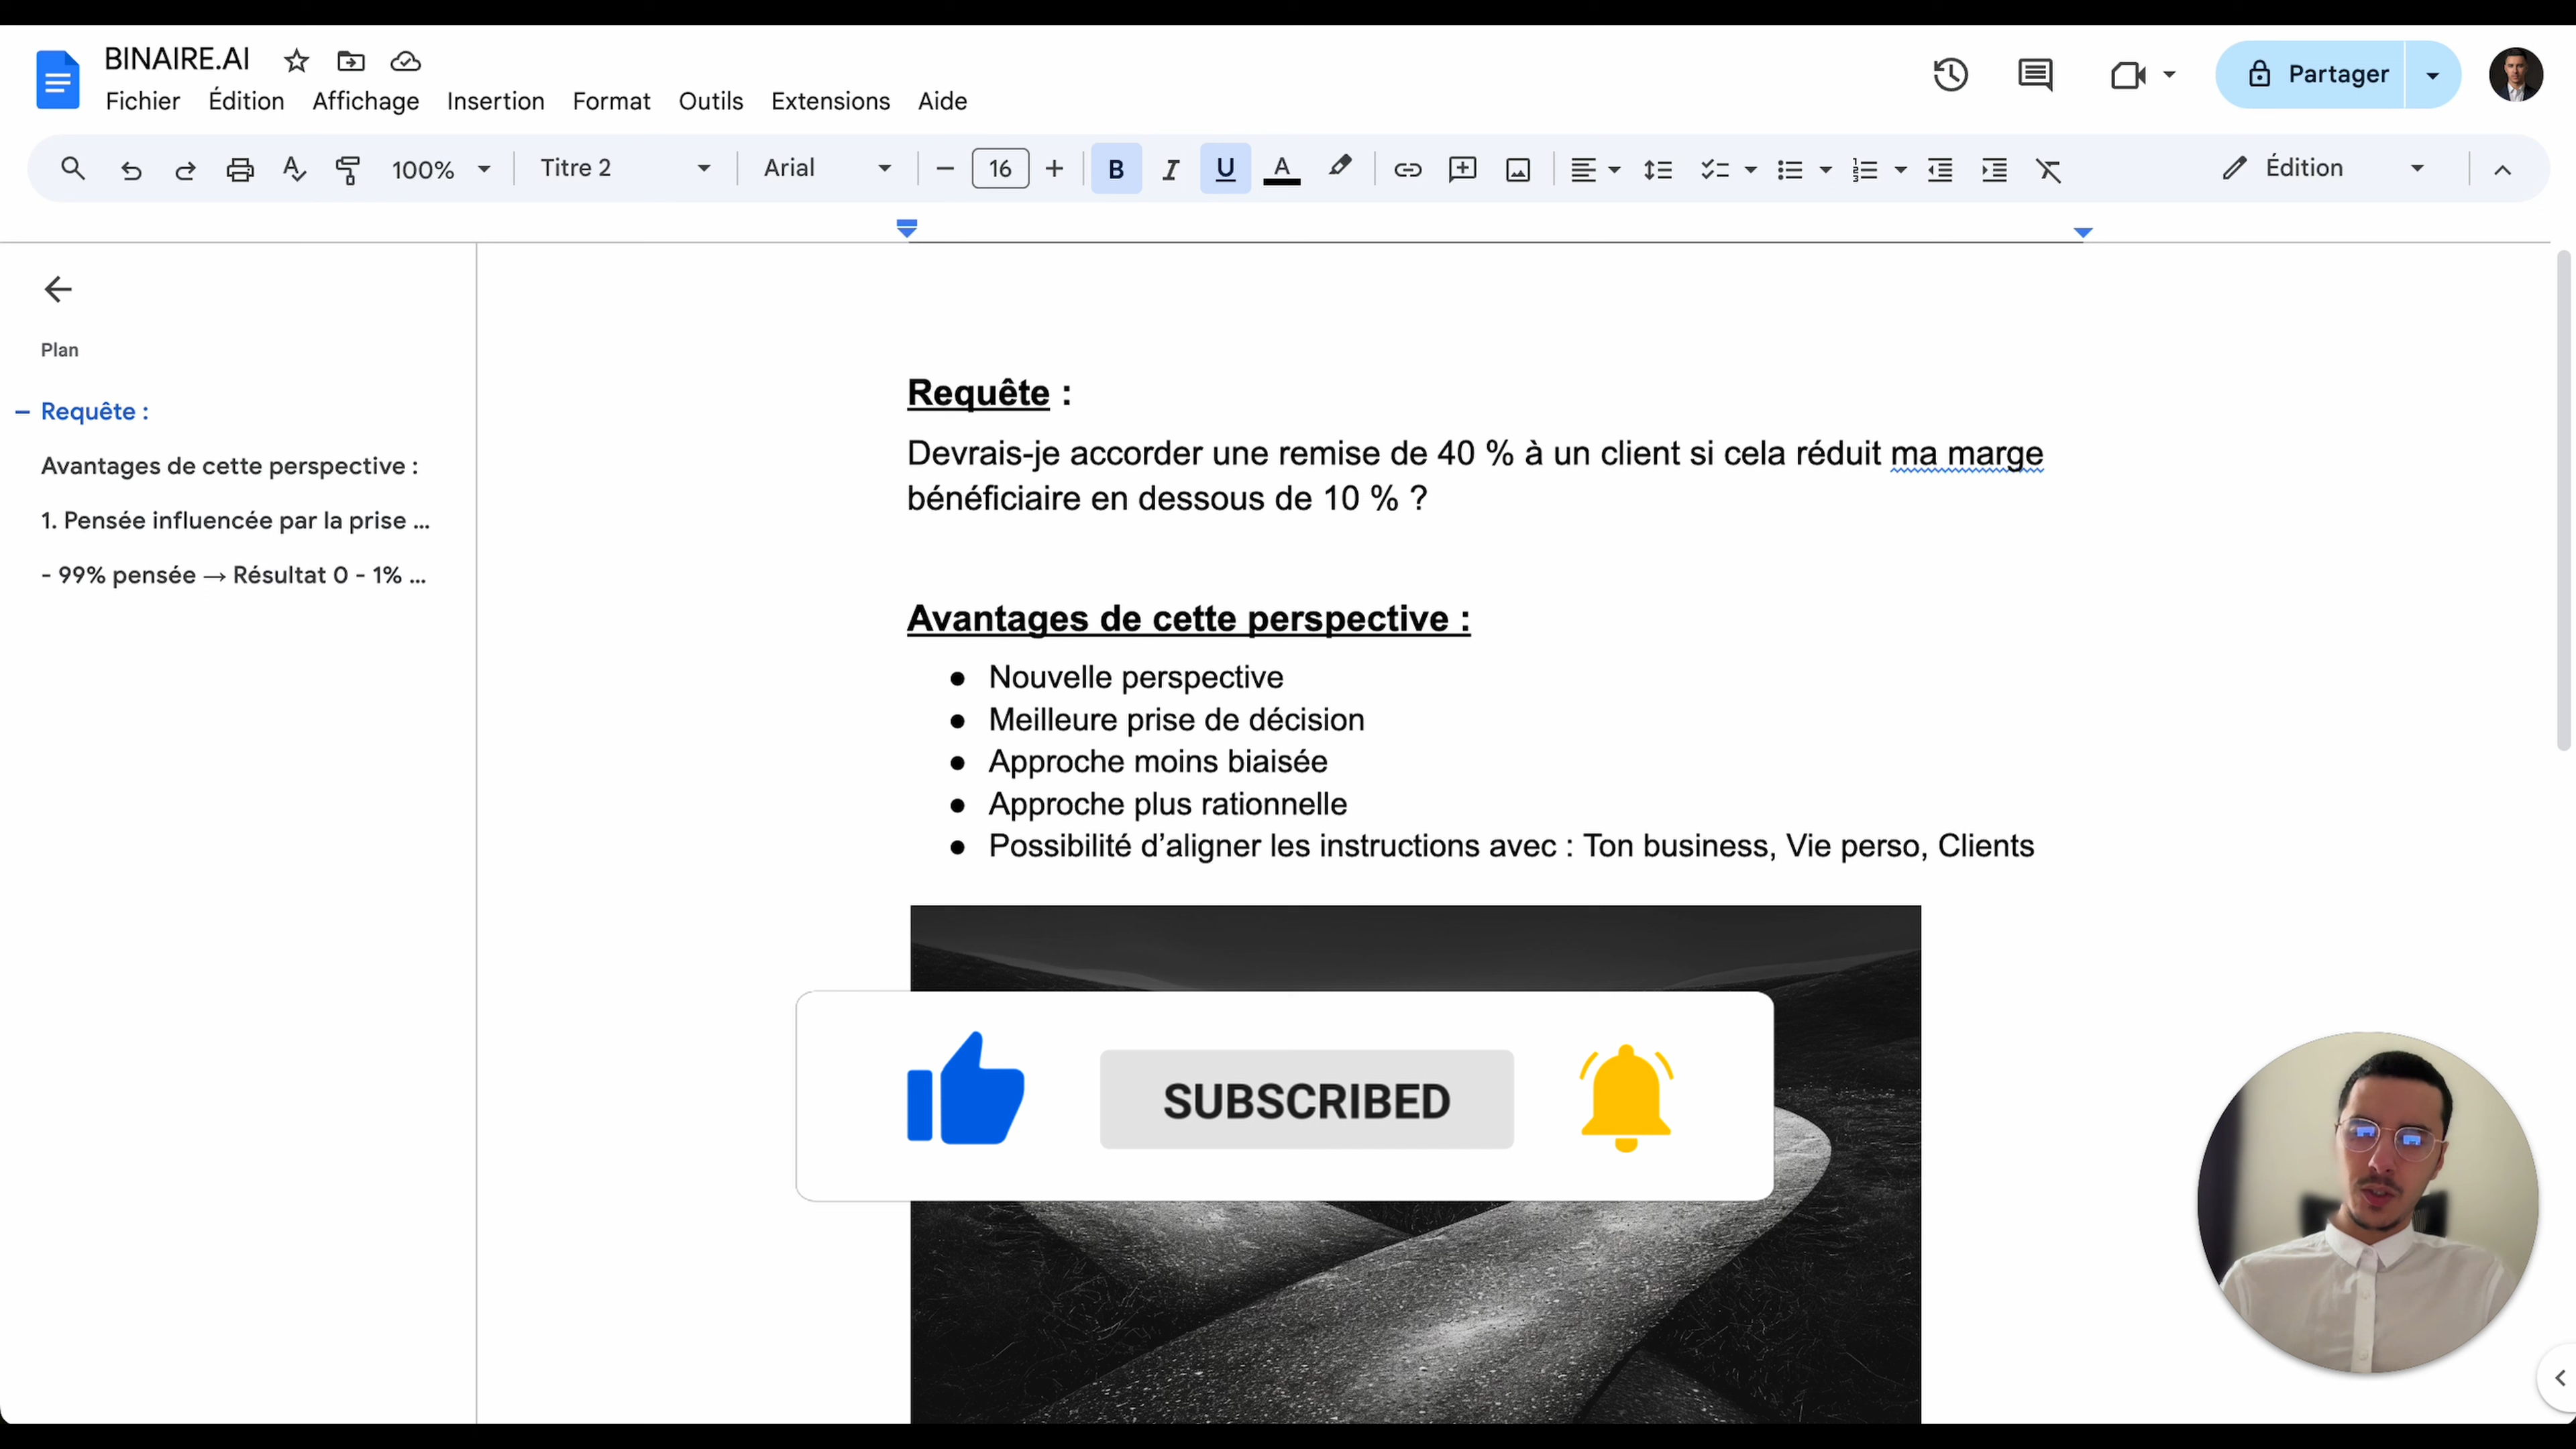 BINAIRE.AI
Fichier Édition Affichage Insertion Format Outils Extensions Aide
Partager
100% Titre 2 Arial 16 B I U A Édition
Plan
Requête :
Avantages de cette perspective :
1. Pensée influencée par la prise ...
- 99% pensée → Résultat 0 - 1% ...
Requête :
Devrais-je accorder une remise de 40 % à un client si cela réduit ma marge
bénéficiaire en dessous de 10 % ?
Avantages de cette perspective :
● Nouvelle perspective
● Meilleure prise de décision
● Approche moins biaisée
● Approche plus rationnelle
● Possibilité d’aligner les instructions avec : Ton business, Vie perso, Clients
SUBSCRIBED